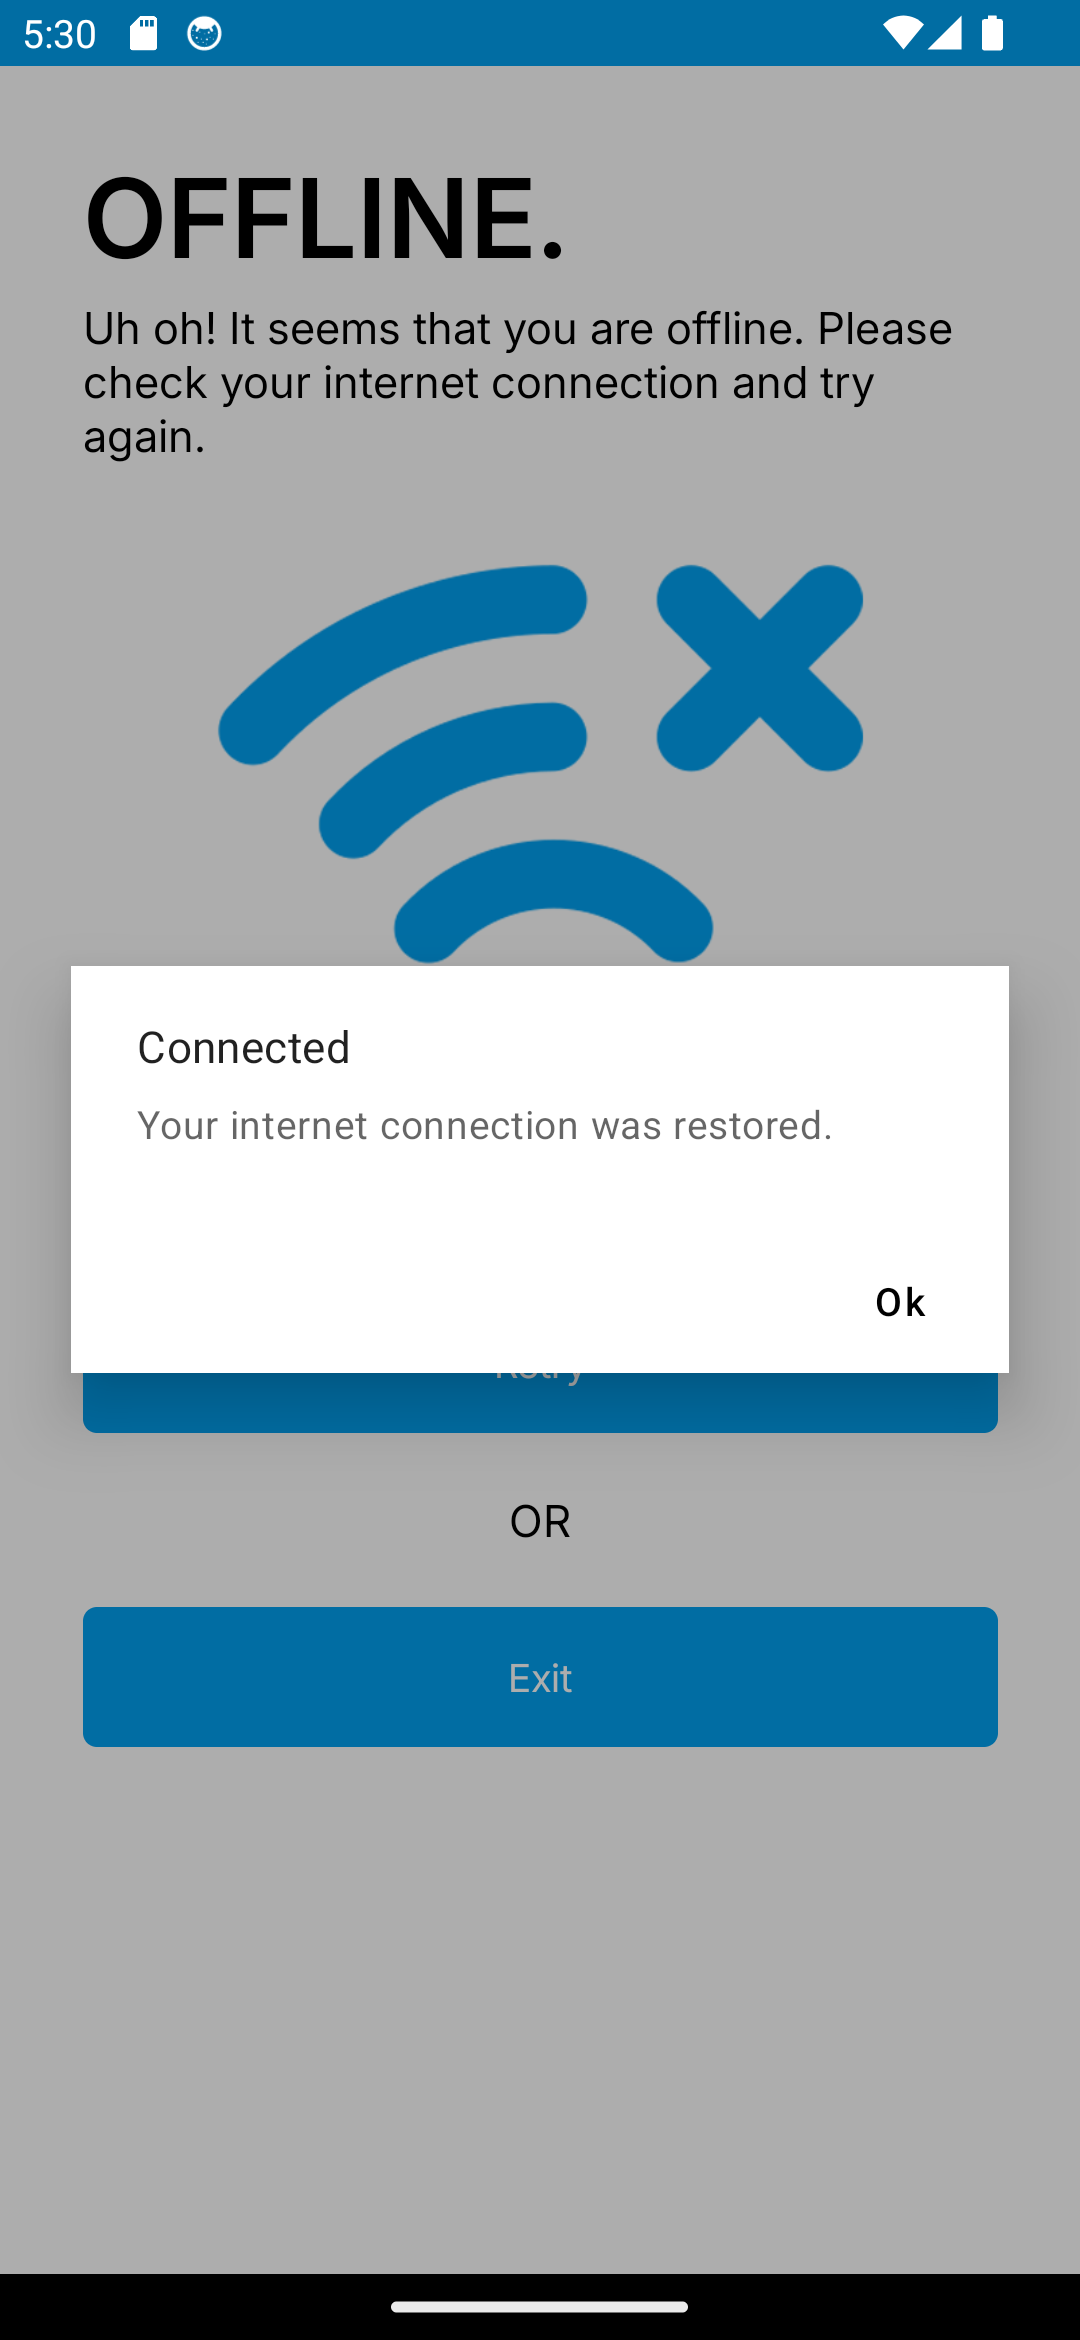 5:30
OFFLINE.
Uh oh! It seems that you are offline. Please
check your internet connection and try
again.
Connected
Your internet connection was restored.
Ok
Retry
OR
Exit